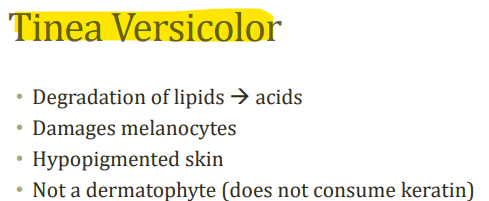 Tinea Versicolor
• Degradation of lipids → acids
• Damages melanocytes
• Hypopigmented skin
• Not a dermatophyte (does not consume keratin)